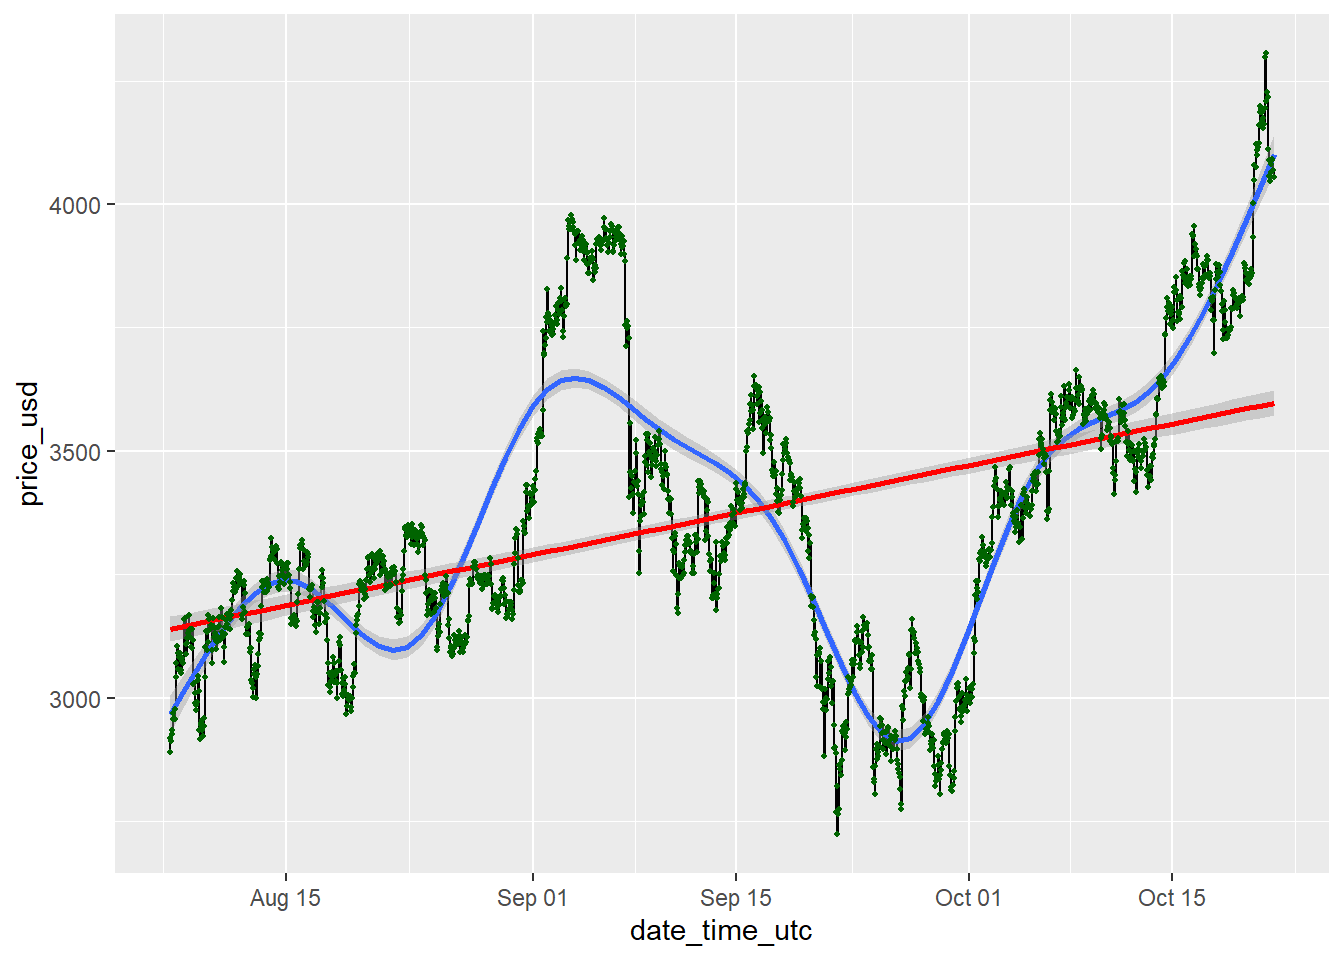 4000
3500
3000
price_usd
Aug 15
Sep 01
Sep 15
Oct 01
Oct 15
date_time_utc